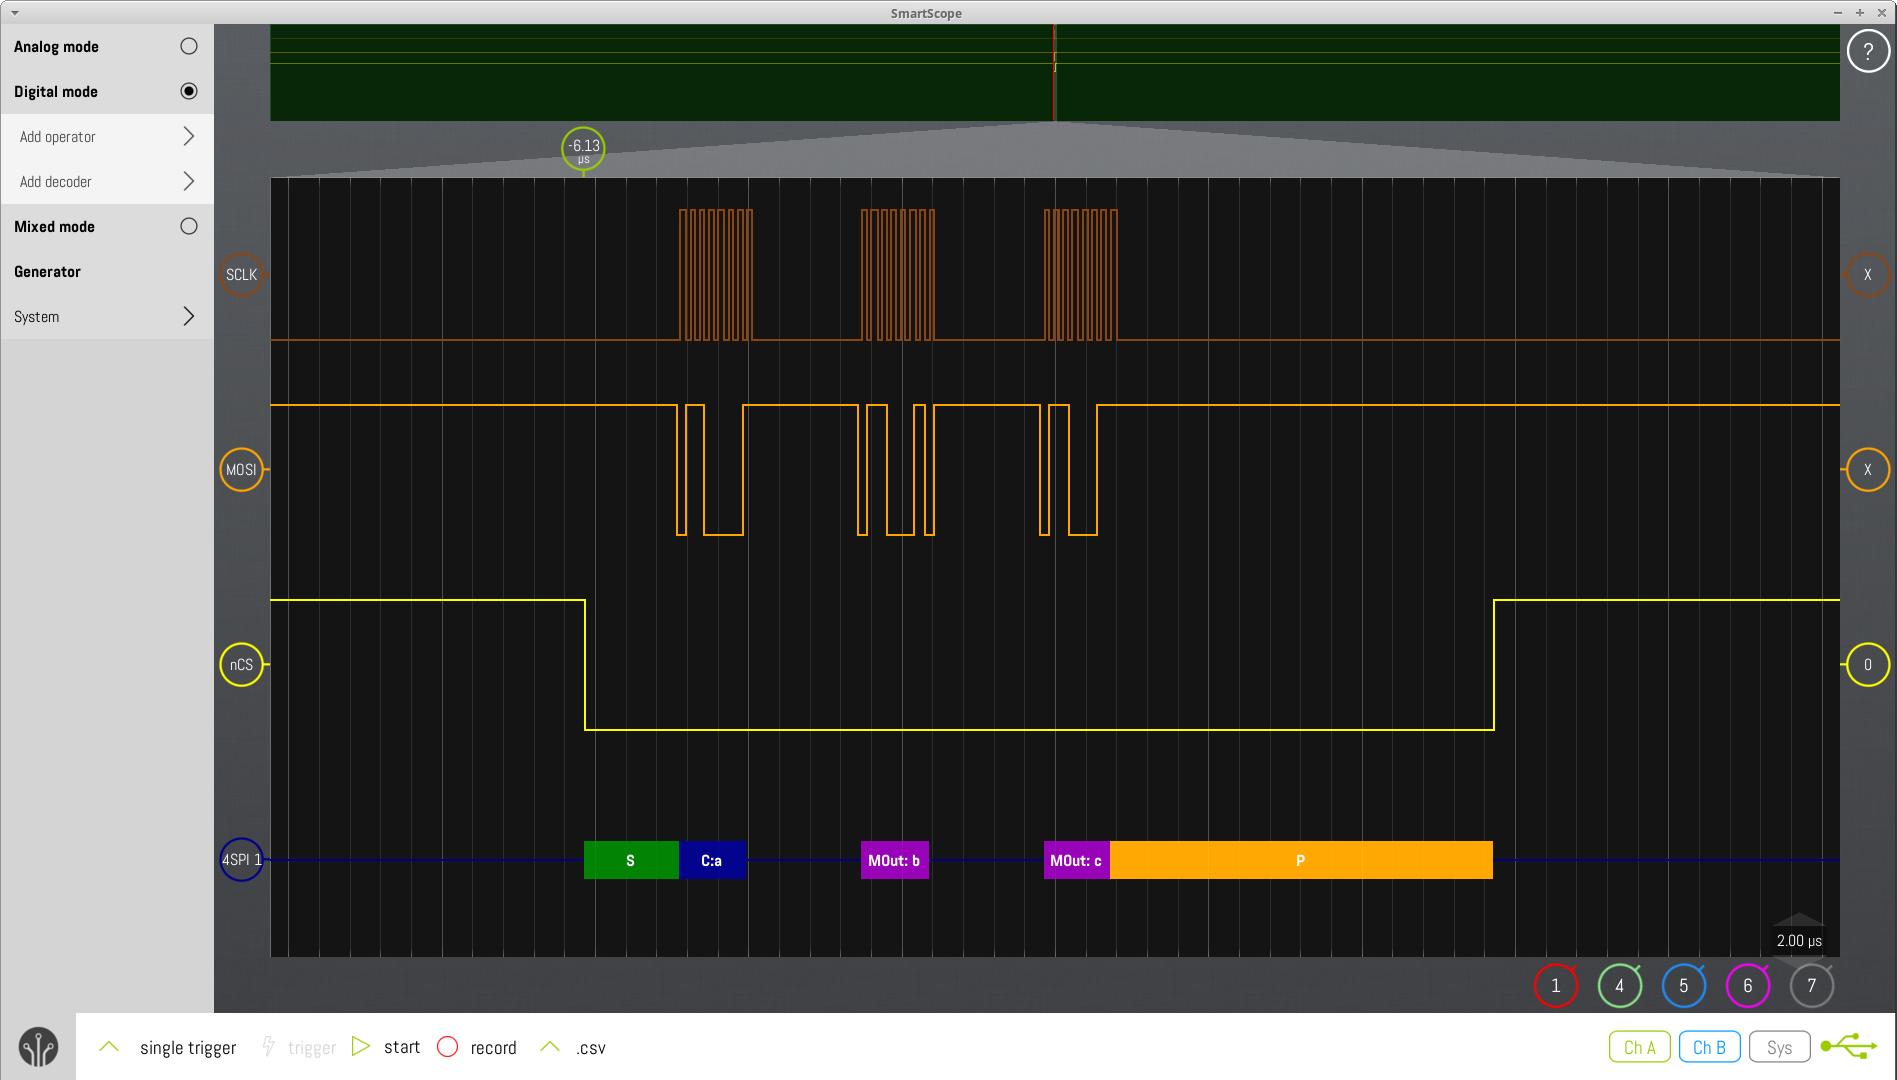 SmartScope
Analog mode
Digital mode
Add operator
Add decoder
Mixed mode
Generator
System
?
-6.13
µs
SCLK
X
MOSI
X
nCS
0
4SPI 1
S
C:a
MOut: b
MOut: c
P
2.00 µs
1
4
5
6
7
single trigger
trigger
start
record
.csv
Ch A
Ch B
Sys